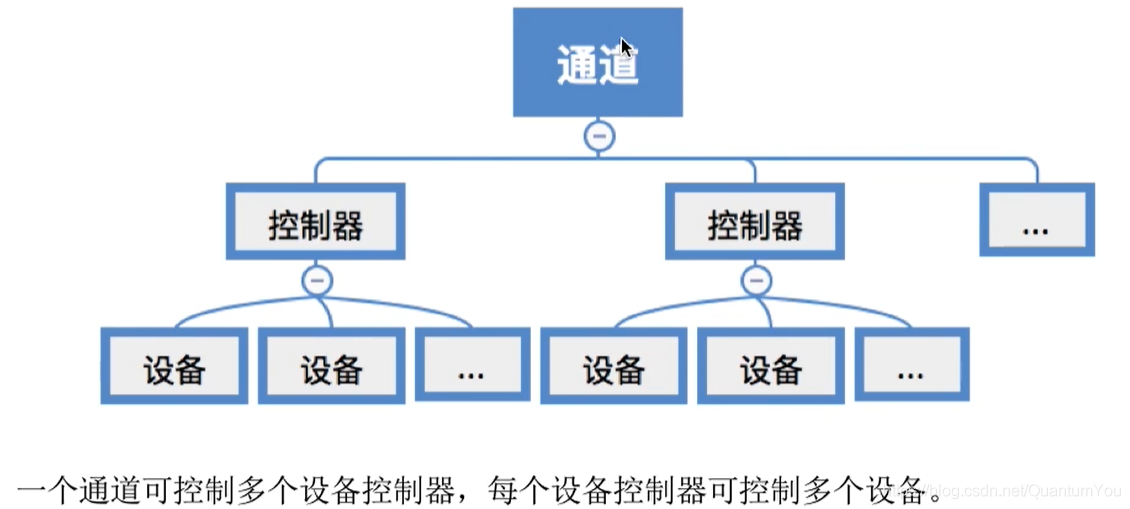 通道
控制器 控制器 ...
设备 设备 ... 设备 设备 ...
一个通道可控制多个设备控制器，每个设备控制器可控制多个设备。
blog.csdn.net/QuantumYou